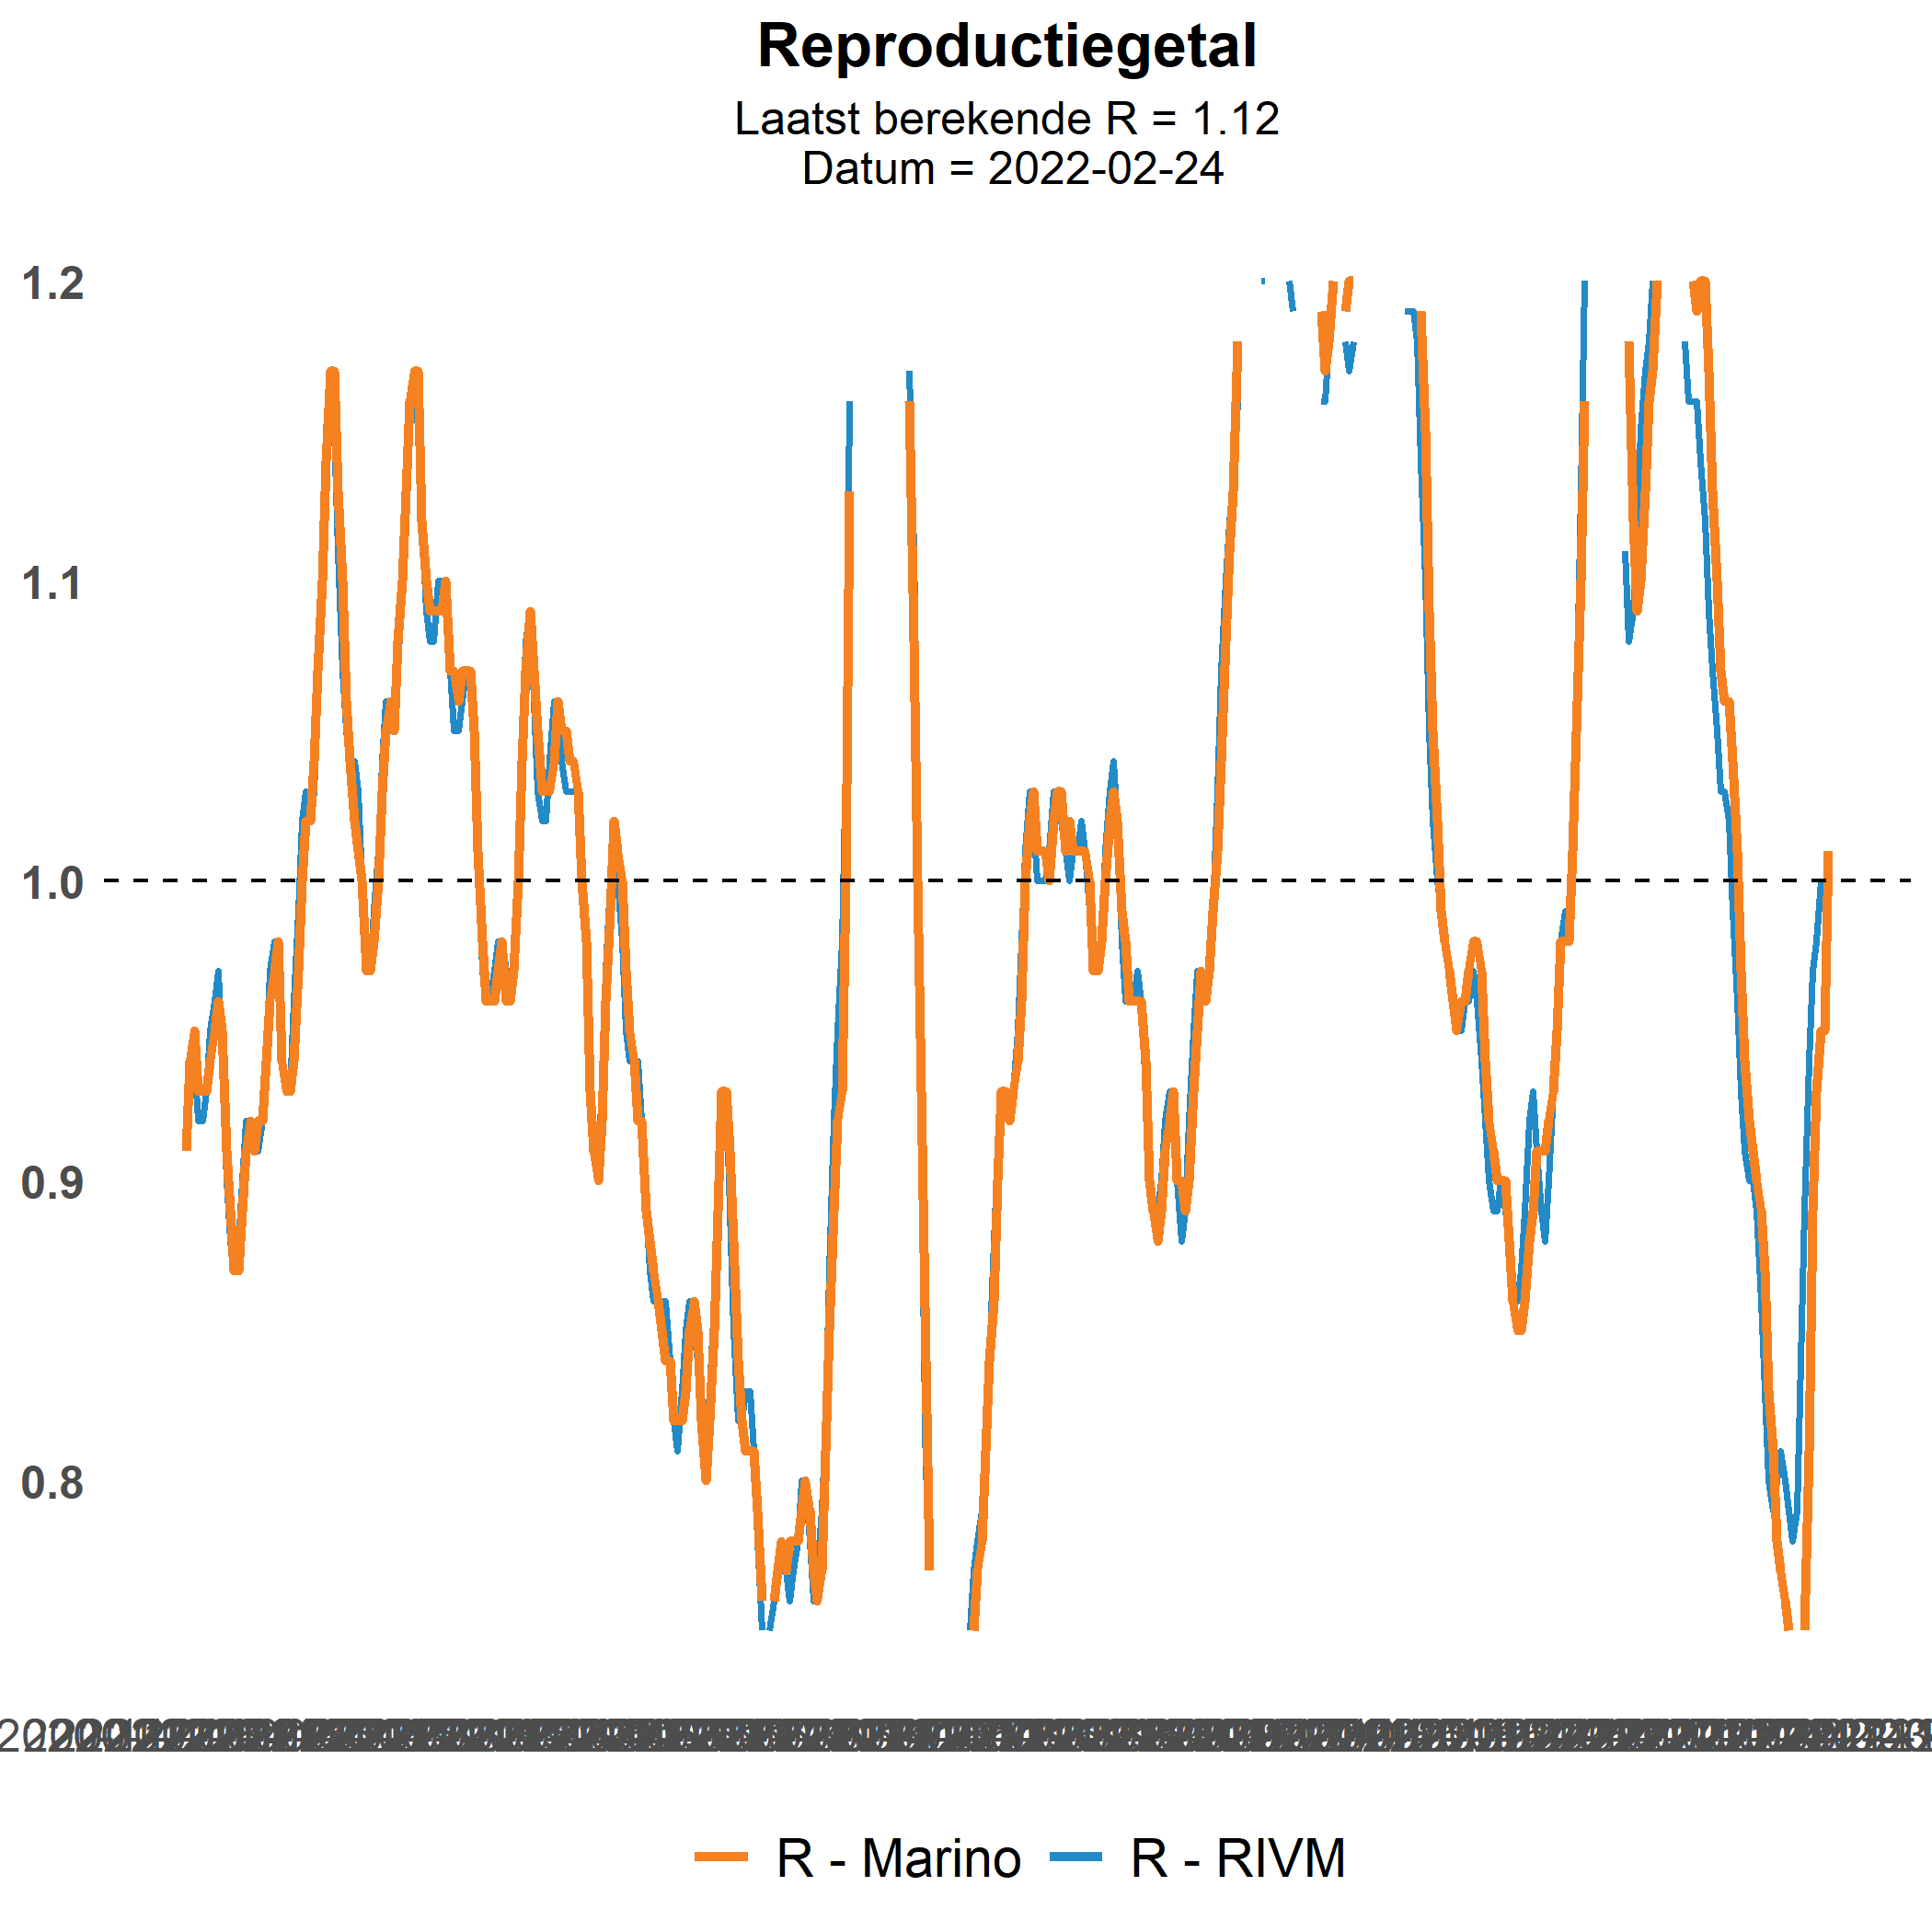 Reproductiegetal
Laatst berekende R = 1.12
Datum = 2022-02-24
1.2
1.1
1.0
0.9
0.8
R - Marino R - RIVM